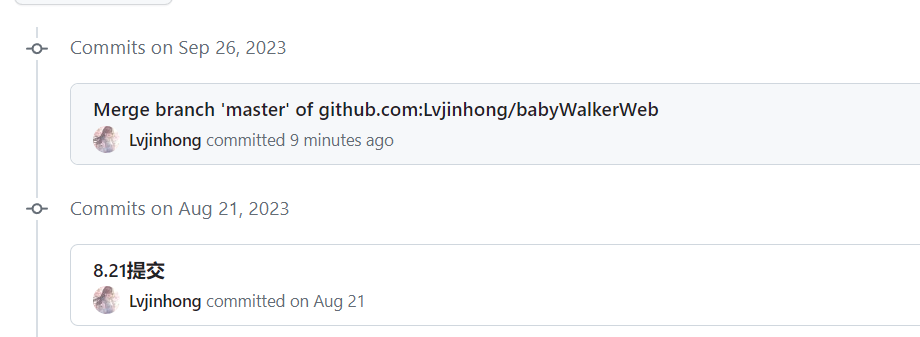 Commits on Sep 26, 2023
Merge branch 'master' of github.com:Lvjinhong/babyWalkerWeb
Lvjinhong committed 9 minutes ago
Commits on Aug 21, 2023
8.21提交
Lvjinhong committed on Aug 21